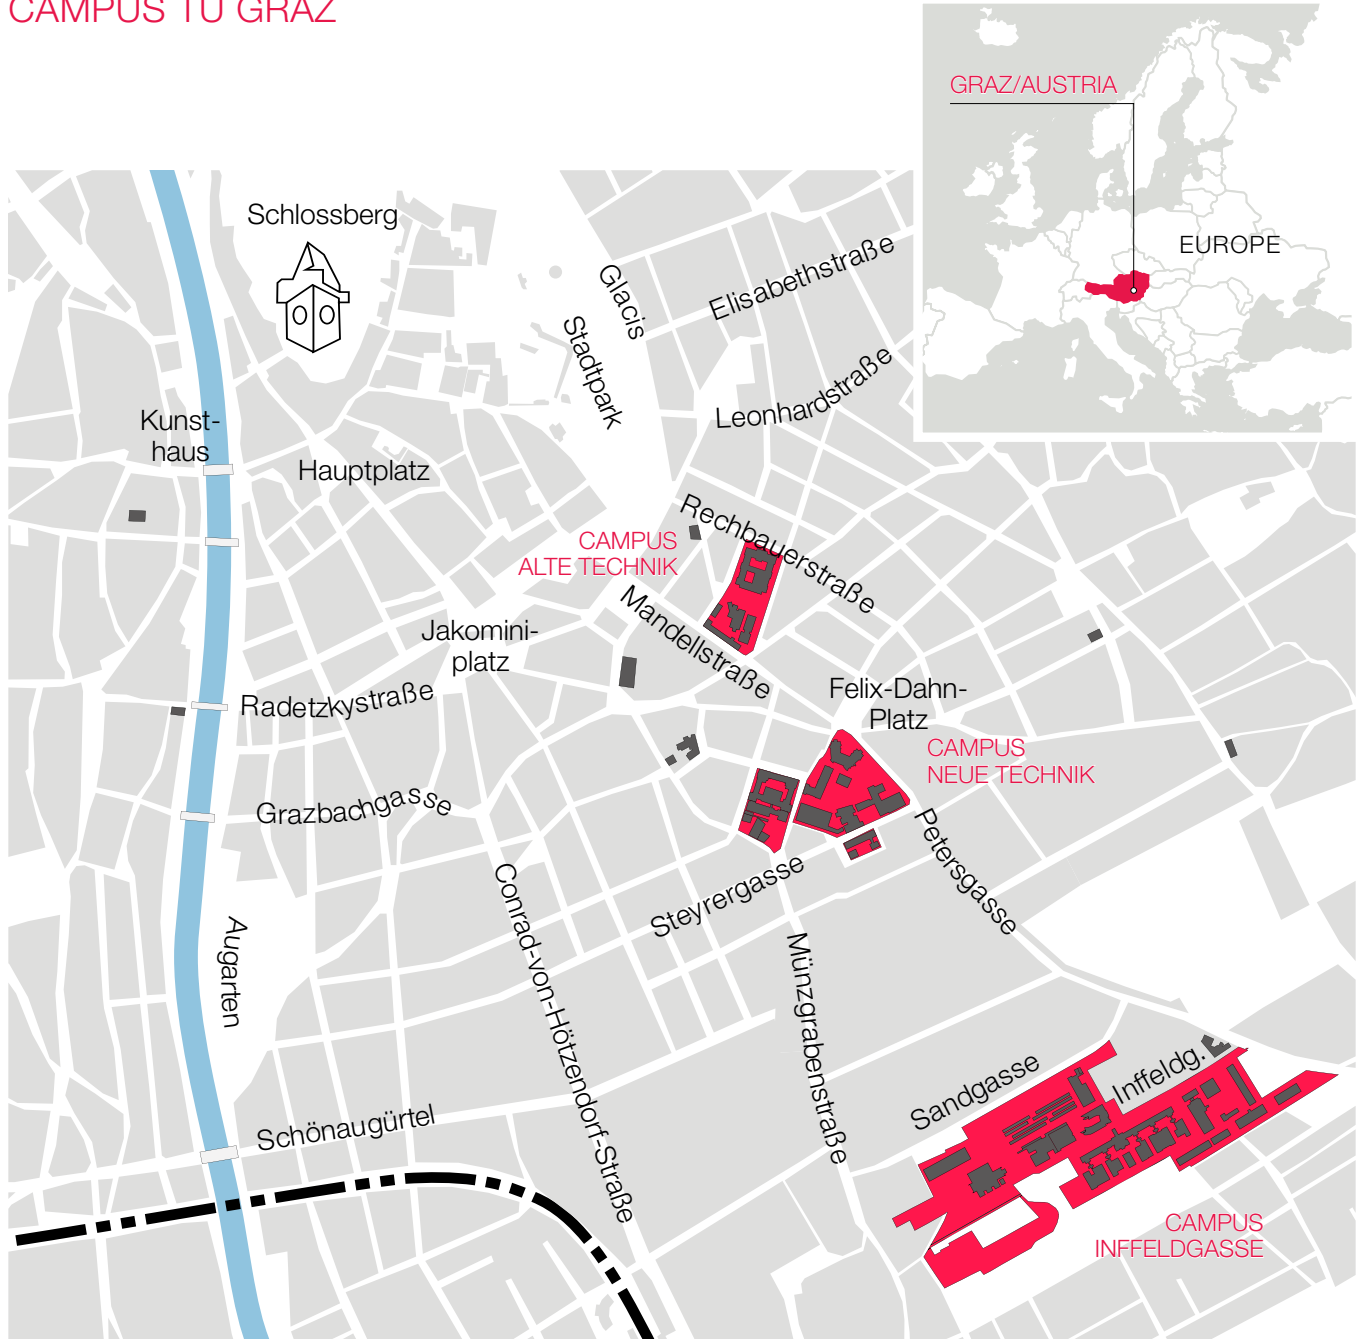 CAMPUS TU GRAZ
GRAZ/AUSTRIA
EUROPE
Schlossberg
Glacis
Elisabethstraße
Stadtpark
Leonhardstraße
Kunst-
haus
Hauptplatz
Rechbauerstraße
CAMPUS
ALTE TECHNIK
Mandellstraße
Jakomini-
platz
Radetzkystraße
Felix-Dahn-
Platz
CAMPUS
NEUE TECHNIK
Grazbachgasse
Petersgasse
Steyrergasse
Conrad-von-Hötzendorf-Straße
Augarten
Münzgrabenstraße
Sandgasse
Inffeldg.
Schönaugürtel
CAMPUS
INFFELDGASSE